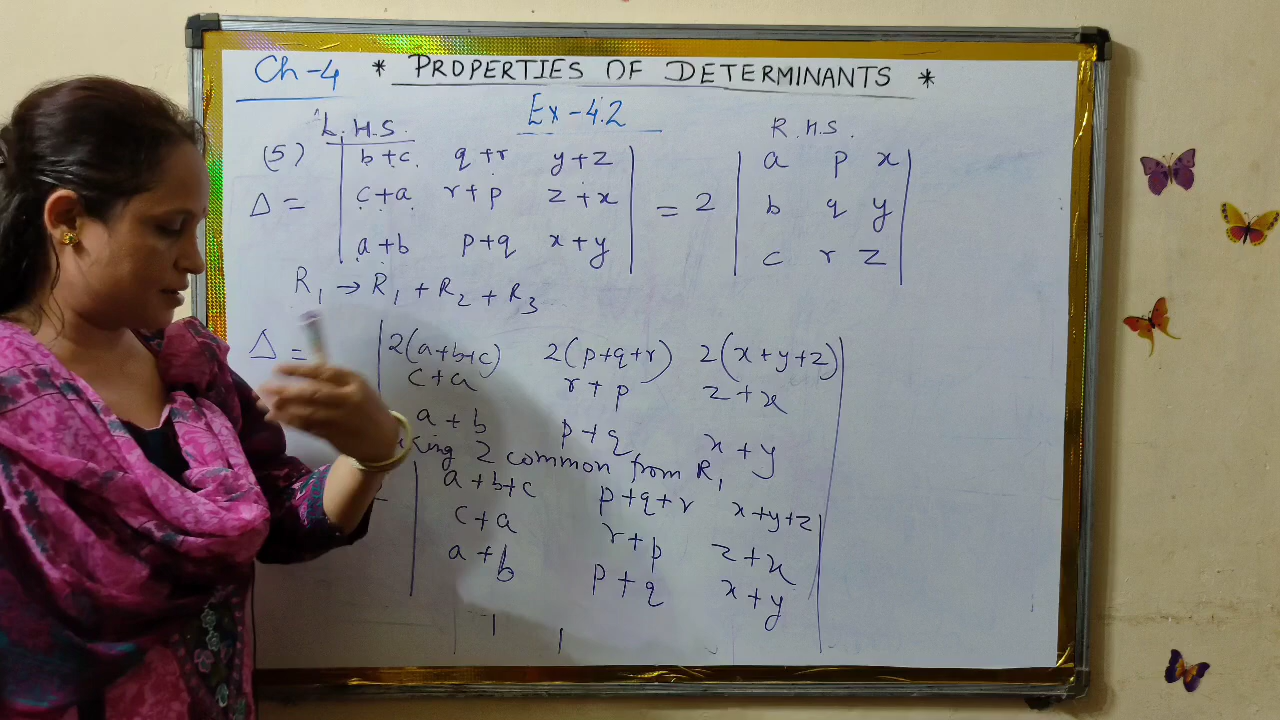 Ch-4 * PROPERTIES OF DETERMINANTS *
Ex-4.2
L.H.S. R.H.S.
(5) | b+c q+r y+z | | a p x |
Δ = | c+a r+p z+x | = 2 | b q y |
| a+b p+q x+y | | c r z |
R₁ → R₁ + R₂ + R₃
Δ = | 2(a+b+c) 2(p+q+r) 2(x+y+z) |
| c+a r+p z+x |
| a+b p+q x+y |
2 common from R₁
| a+b+c p+q+r x+y+z |
| c+a r+p z+x |
| a+b p+q x+y |